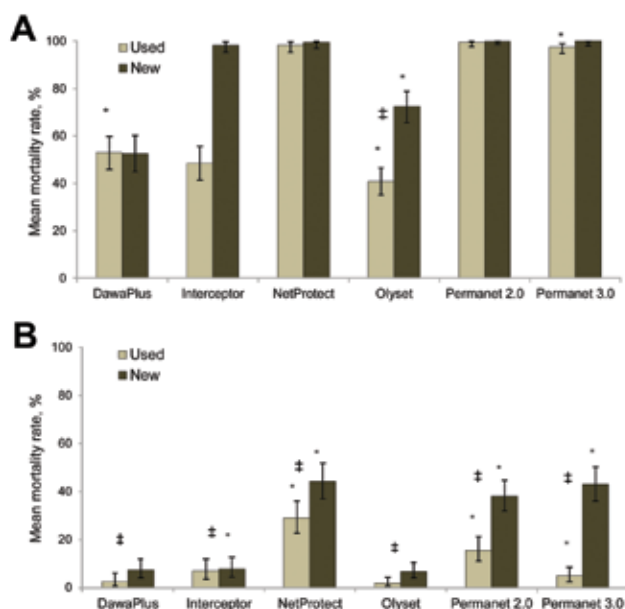 A
Mean mortality rate, %
100
80
60
40
20
0
Used
New
*
*
‡
*
*
DawaPlus Interceptor NetProtect Olyset Permanet 2.0 Permanet 3.0
B
Mean mortality rate, %
100
80
60
40
20
0
Used
New
‡
‡ *
‡ * *
‡
‡ * *
‡ * *
DawaPlus Interceptor NetProtect Olyset Permanet 2.0 Permanet 3.0